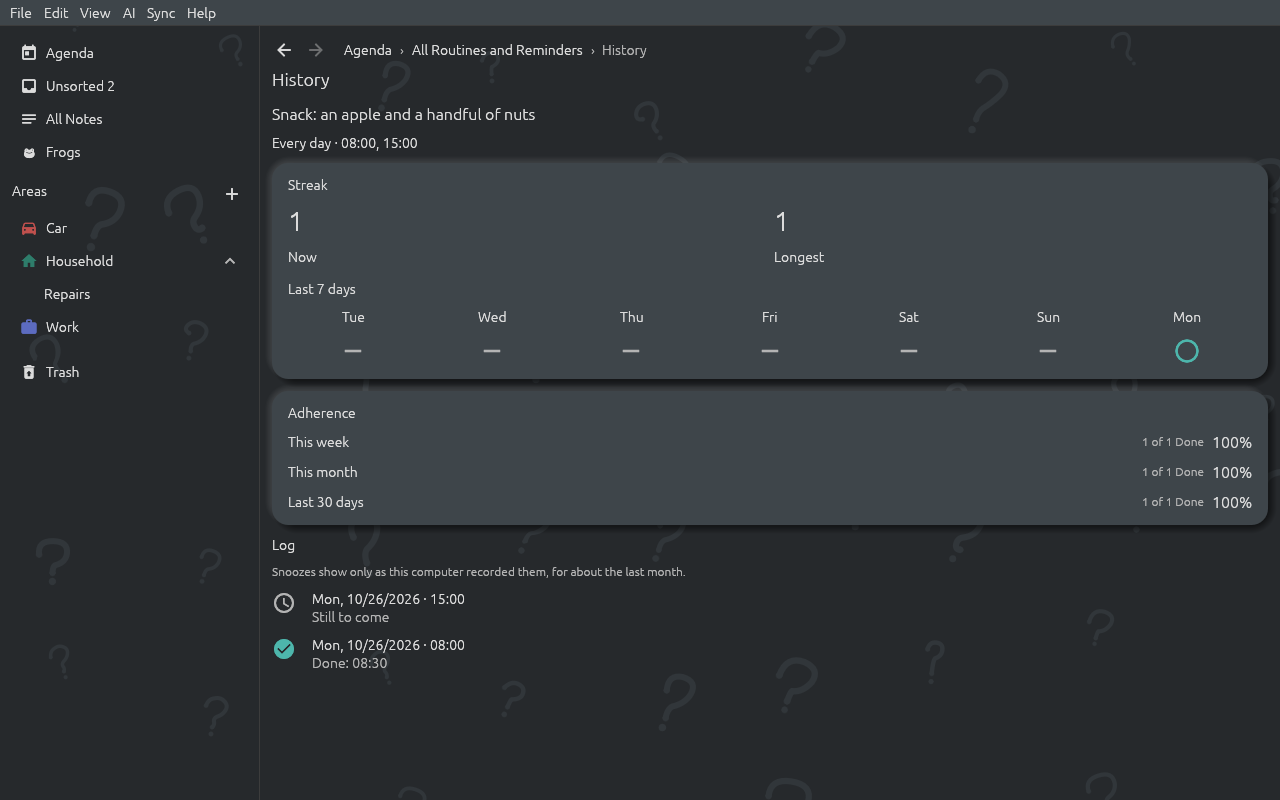 File Edit View AI Sync Help
Agenda
Unsorted 2
All Notes
Frogs
Areas
Car
Household
Repairs
Work
Trash
Agenda › All Routines and Reminders › History
History
Snack: an apple and a handful of nuts
Every day · 08:00, 15:00
Streak
1 1
Now Longest
Last 7 days
Tue Wed Thu Fri Sat Sun Mon
Adherence
This week 1 of 1 Done 100%
This month 1 of 1 Done 100%
Last 30 days 1 of 1 Done 100%
Log
Snoozes show only as this computer recorded them, for about the last month.
Mon, 10/26/2026 · 15:00
Still to come
Mon, 10/26/2026 · 08:00
Done: 08:30